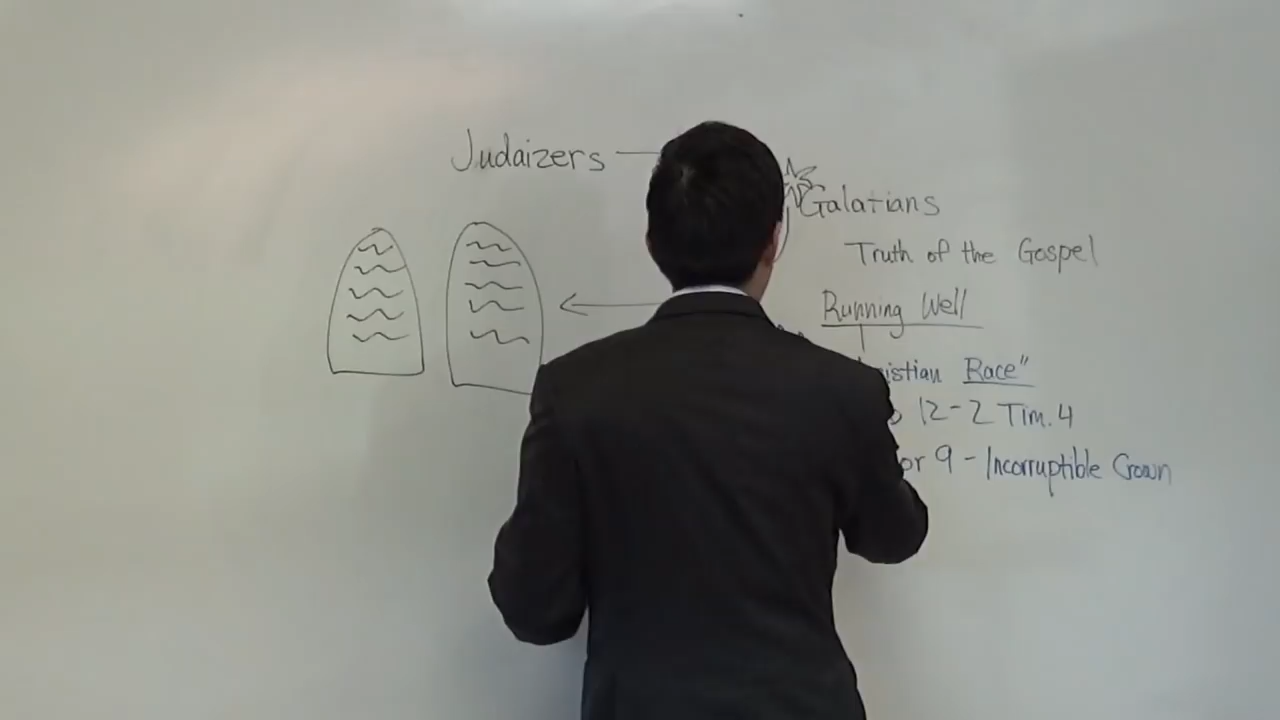 Judaizers
Galatians
Truth of the Gospel
Running Well
istian Race"
12-2 Tim. 4
or 9 - Incorruptible Crown